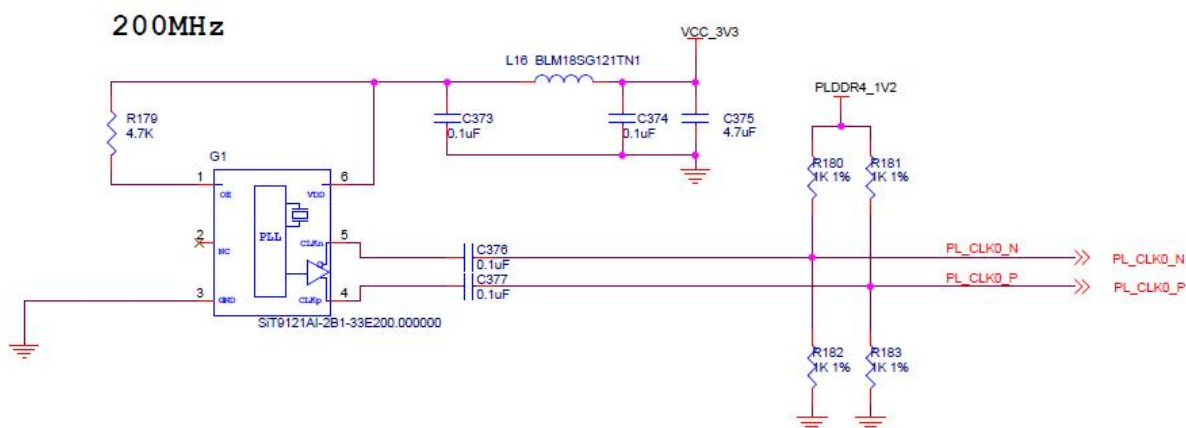 200MHz
VCC_3V3
L16 BLM18SG121TN1
PLDDR4_1V2
R179
4.7K
C373
0.1uF
C374
0.1uF
C375
4.7uF
G1
R180
1K 1%
R181
1K 1%
1
OE
VDD
6
2
NC
PLL
CLKn
5
C376
0.1uF
PL_CLK0_N
PL_CLK0_N
C377
0.1uF
PL_CLK0_P
PL_CLK0_P
3
GND
CLKp
4
SiT9121AI-2B1-33E200.000000
R182
1K 1%
R183
1K 1%